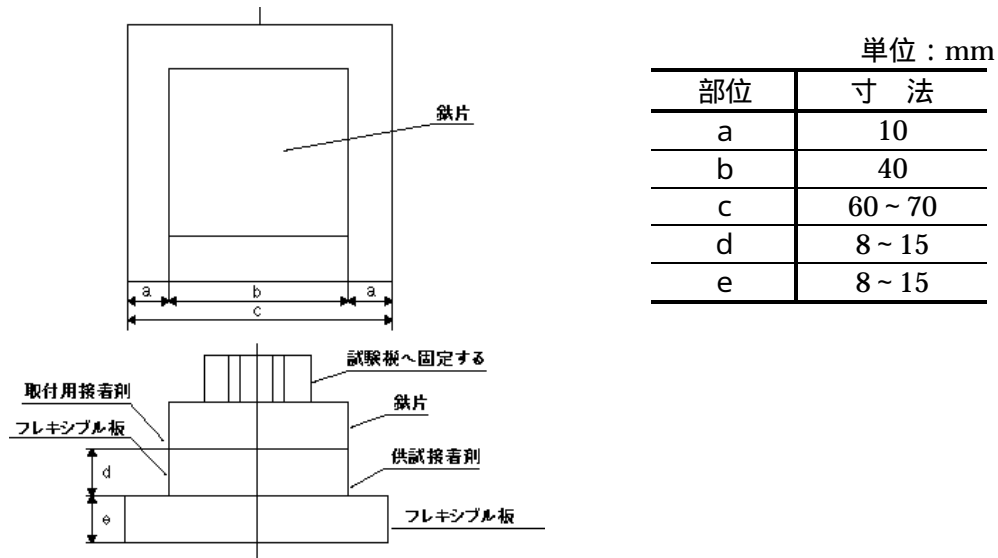 鉄片
a b a
c
単位：mm
部位 寸 法
a 10
b 40
c 60～70
d 8～15
e 8～15
試験機へ固定する
取付用接着剤
鉄片
フレキシブル板
供試接着剤
d
e
フレキシブル板